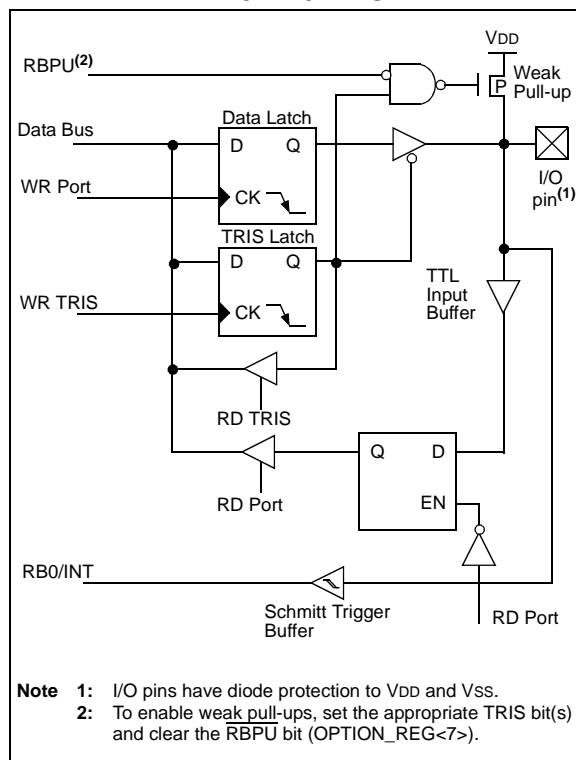 VDD
RBPU(2)
Weak
Pull-up
P
Data Bus
Data Latch
D Q
I/O
pin(1)
WR Port
CK
TRIS Latch
D Q
TTL
Input
Buffer
WR TRIS
CK
RD TRIS
Q D
RD Port
EN
RB0/INT
Schmitt Trigger
Buffer
RD Port
Note 1: I/O pins have diode protection to VDD and VSS.
2: To enable weak pull-ups, set the appropriate TRIS bit(s)
and clear the RBPU bit (OPTION_REG<7>).